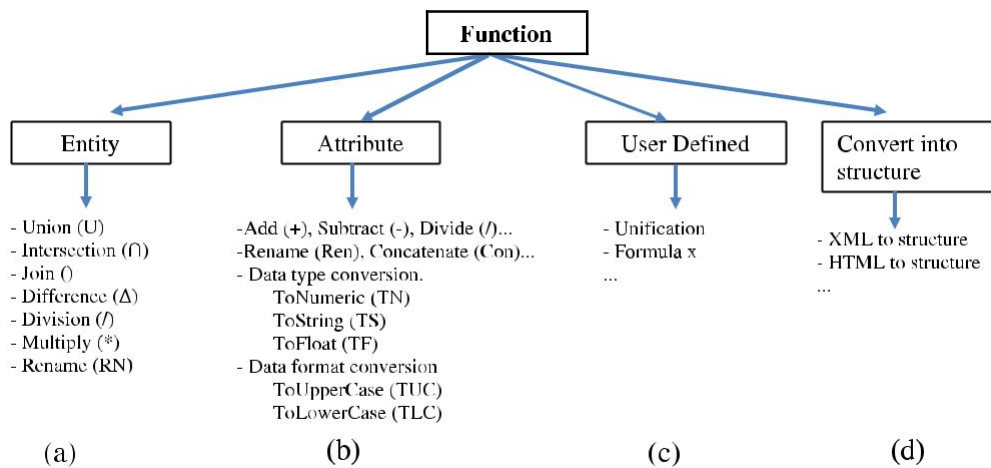 Function
Entity
- Union (U)
- Intersection (∩)
- Join ()
- Difference (Δ)
- Division (/)
- Multiply (*)
- Rename (RN)
(a)
Attribute
-Add (+), Subtract (-), Divide (/)...
-Rename (Ren), Concatenate (Con)...
- Data type conversion.
ToNumeric (TN)
ToString (TS)
ToFloat (TF)
- Data format conversion
ToUpperCase (TUC)
ToLowerCase (TLC)
(b)
User Defined
- Unification
- Formula x
...
(c)
Convert into
structure
- XML to structure
- HTML to structure
...
(d)